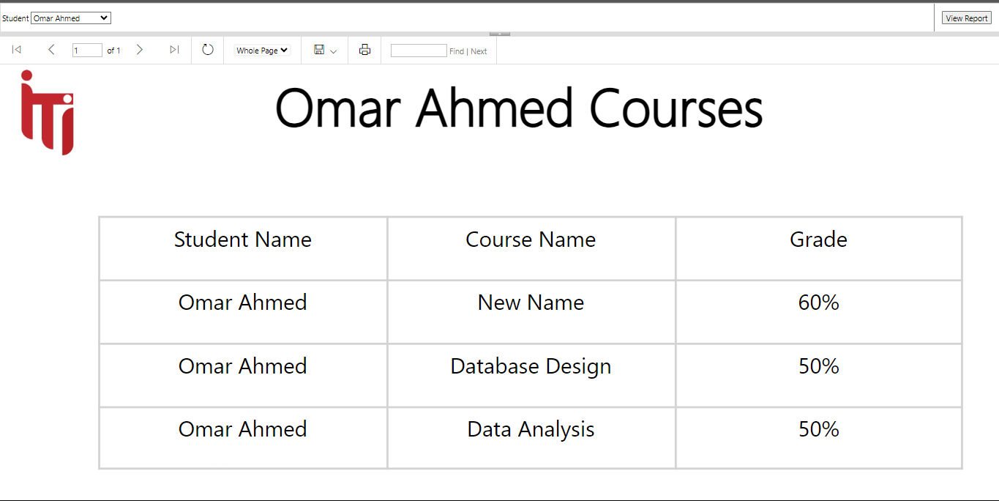 Student Omar Ahmed View Report
1 of 1 Whole Page Find | Next
iTi
Omar Ahmed Courses
Student Name Course Name Grade
Omar Ahmed New Name 60%
Omar Ahmed Database Design 50%
Omar Ahmed Data Analysis 50%